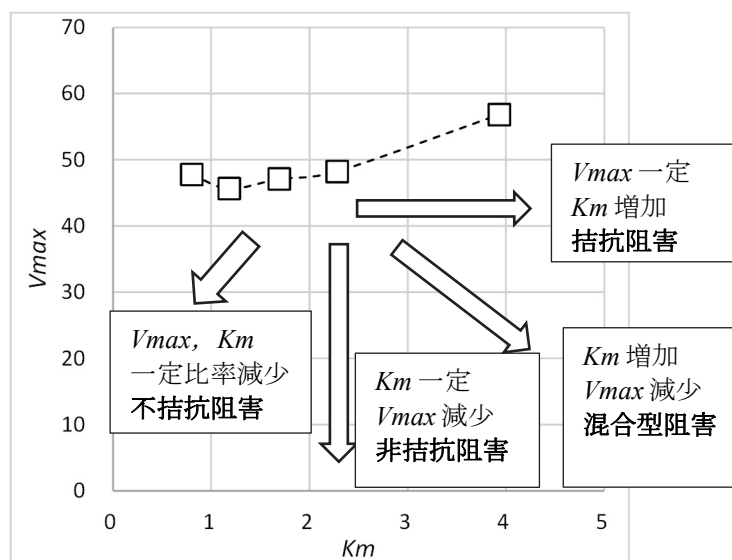 70
60
50
40
30
20
10
0
Vmax
0 1 2 3 4 5
Km
Vmax 一定
Km 増加
拮抗阻害
Vmax，Km
一定比率減少
不拮抗阻害
Km 一定
Vmax 減少
非拮抗阻害
Km 増加
Vmax 減少
混合型阻害